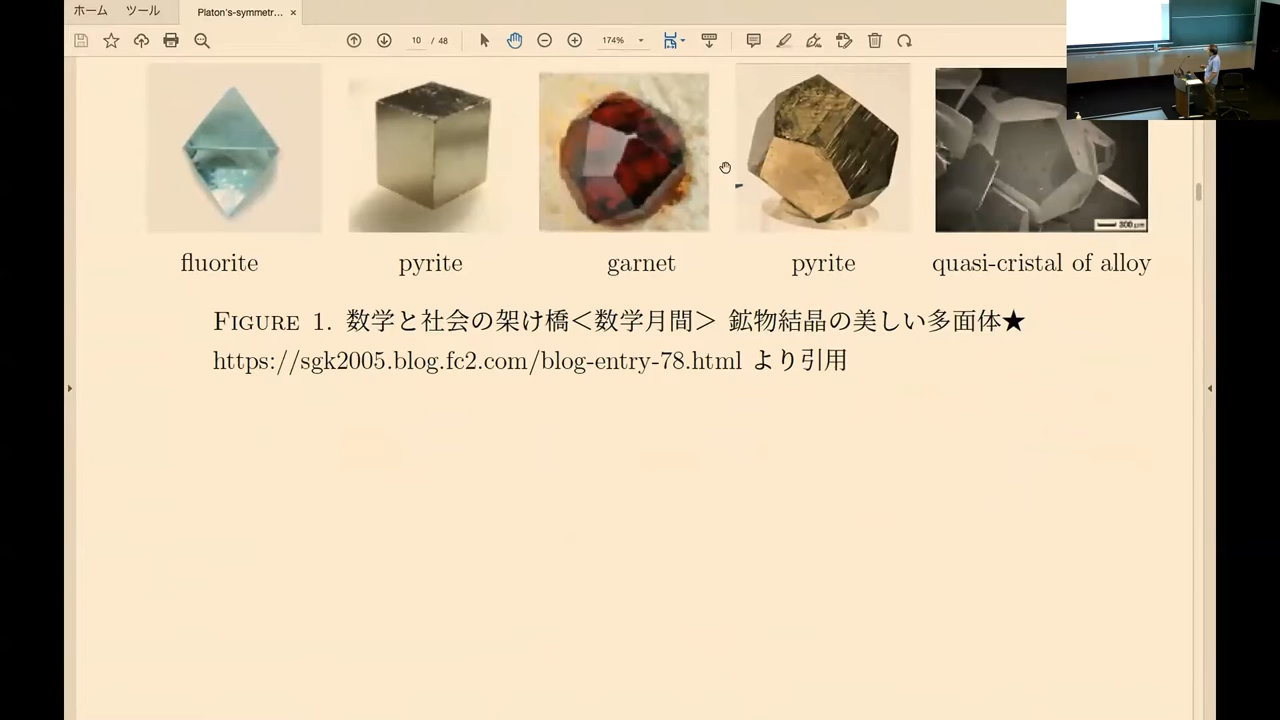 ホーム ツール Platon's-symmetr... ×
10 / 48 174%
300 μm
fluorite pyrite garnet pyrite quasi-cristal of alloy
FIGURE 1. 数学と社会の架け橋＜数学月間＞ 鉱物結晶の美しい多面体★
https://sgk2005.blog.fc2.com/blog-entry-78.html より引用